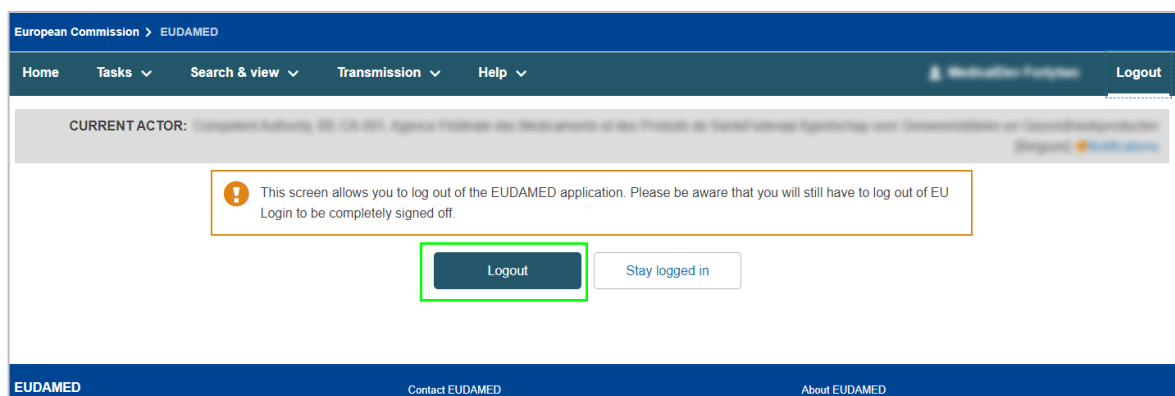 European Commission > EUDAMED
Home Tasks Search & view Transmission Help Logout
CURRENT ACTOR:
This screen allows you to log out of the EUDAMED application. Please be aware that you will still have to log out of EU
Login to be completely signed off.
Logout Stay logged in
EUDAMED Contact EUDAMED About EUDAMED